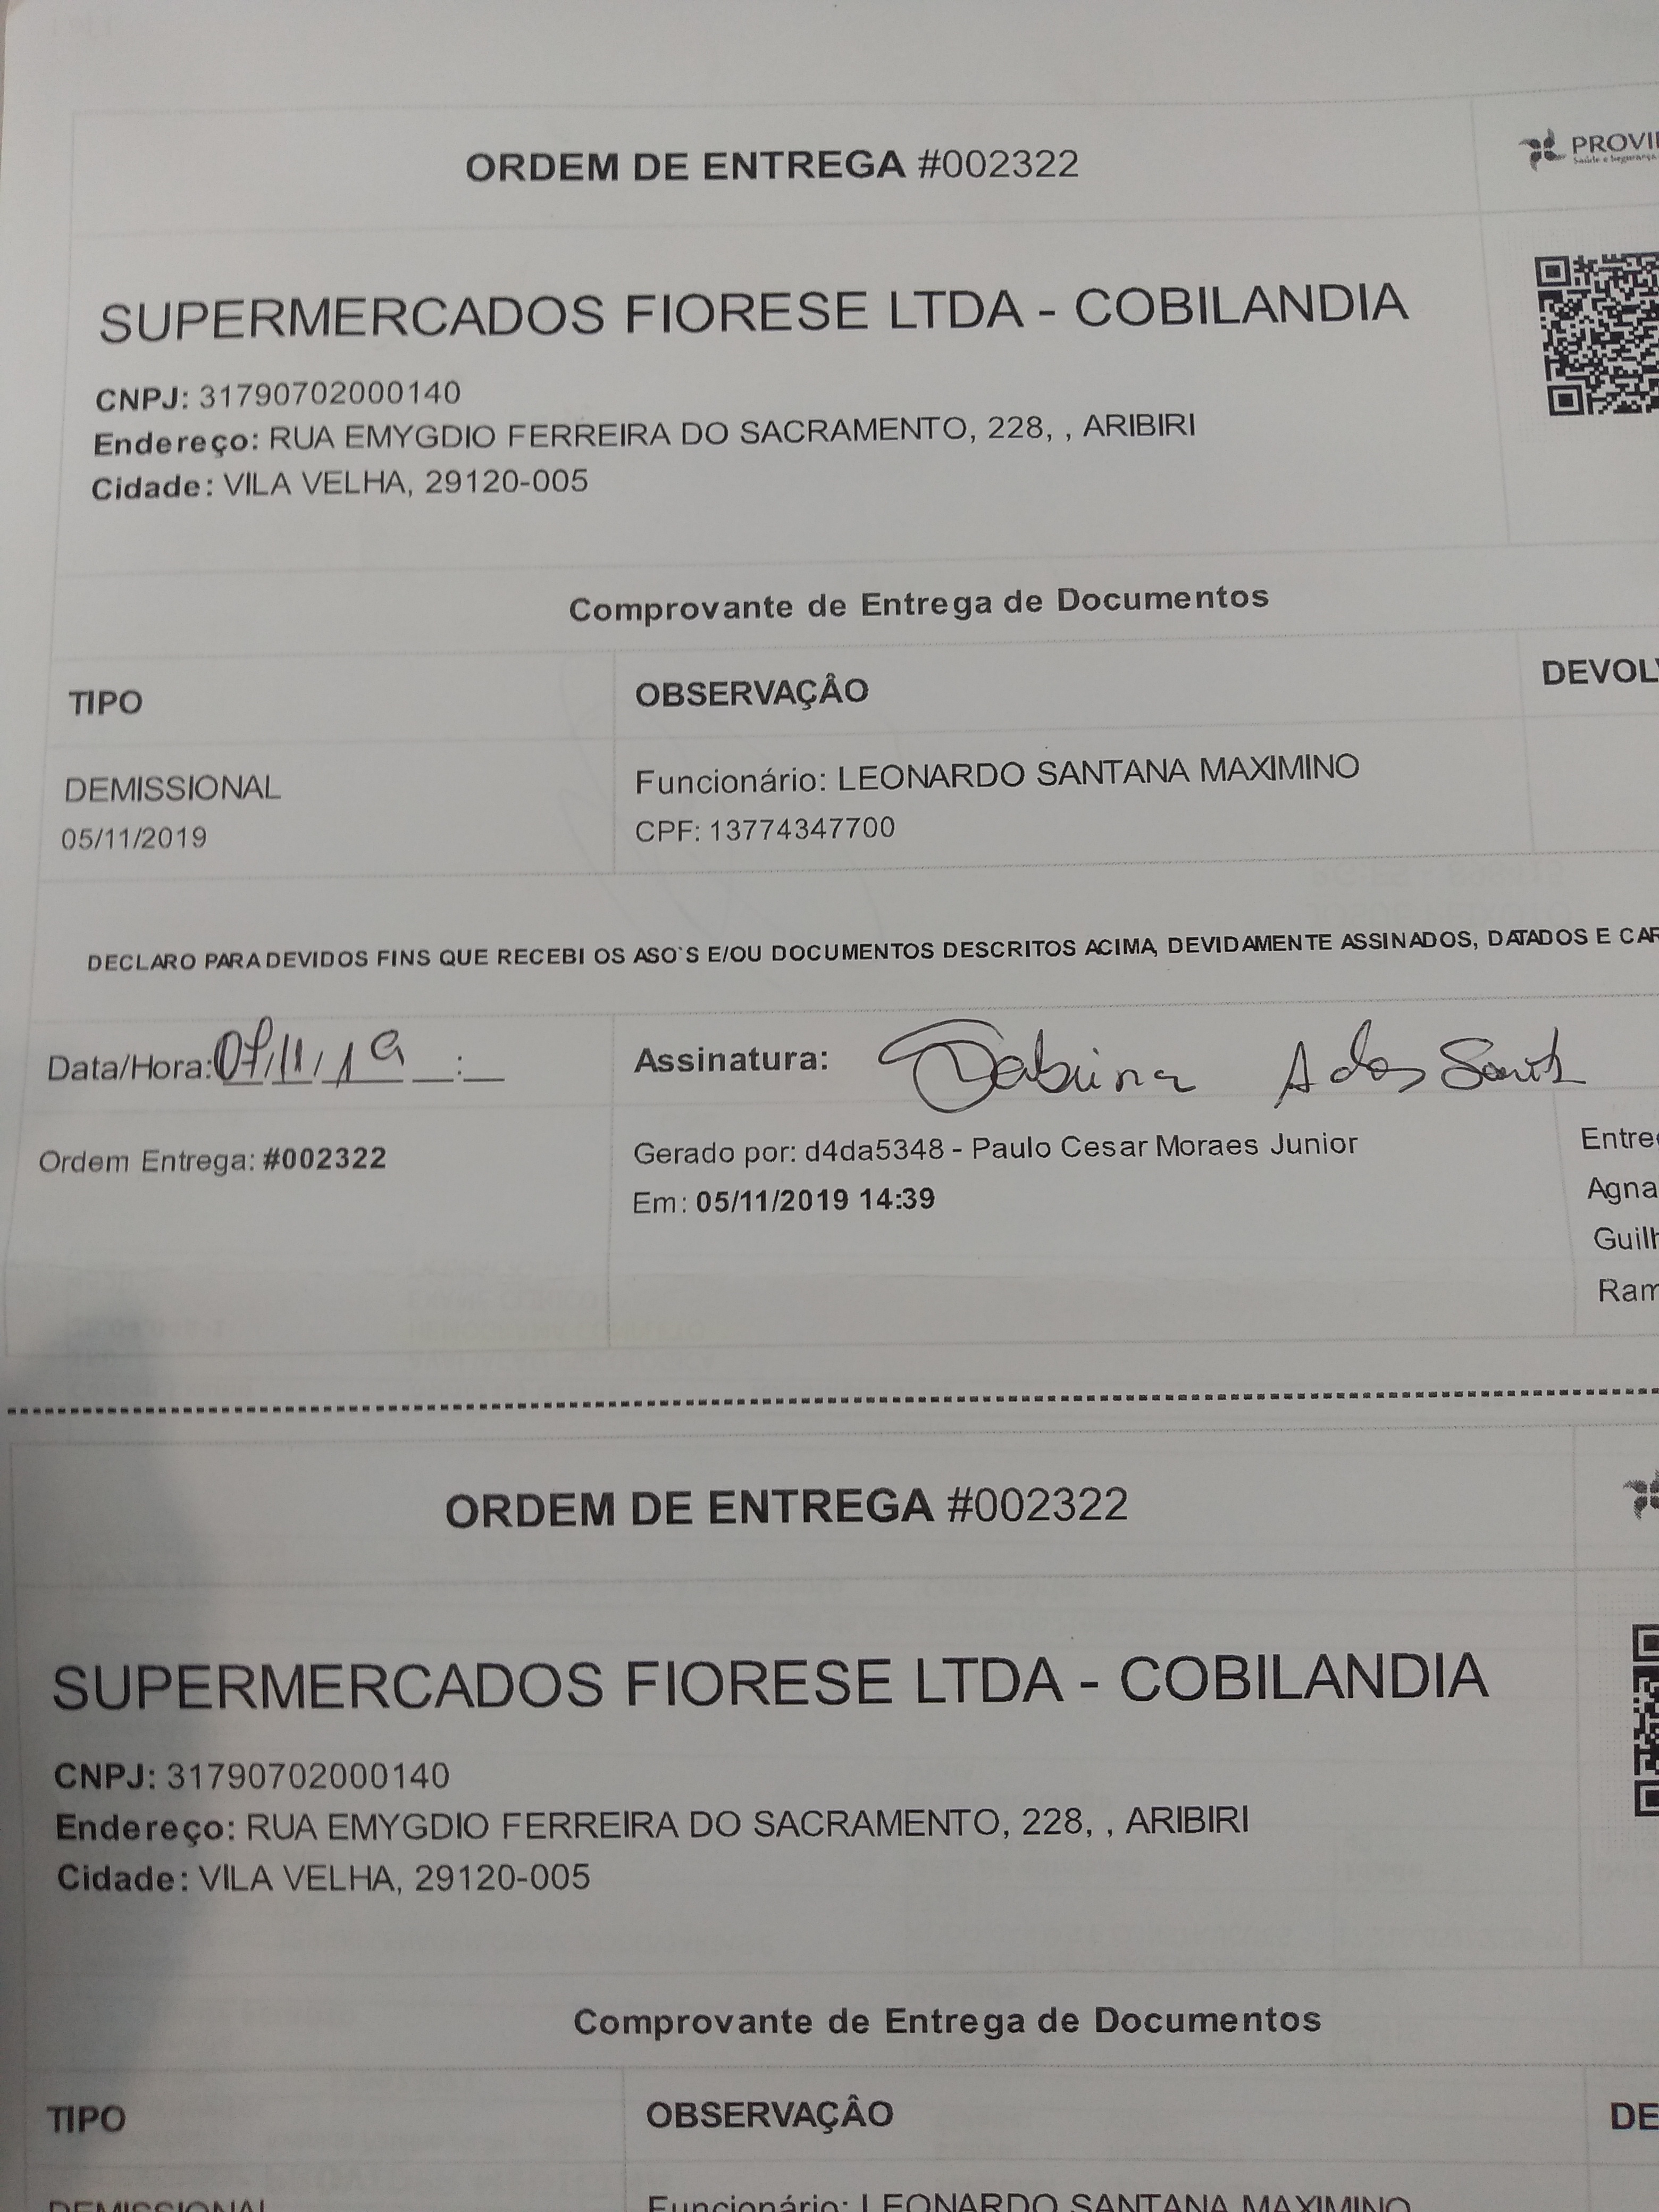 ORDEM DE ENTREGA #002322
PROVI
SUPERMERCADOS FIORESE LTDA - COBILANDIA
CNPJ: 31790702000140
Endereço: RUA EMYGDIO FERREIRA DO SACRAMENTO, 228, , ARIBIRI
Cidade: VILA VELHA, 29120-005
Comprovante de Entrega de Documentos
TIPO OBSERVAÇÂO DEVOL
DEMISSIONAL Funcionário: LEONARDO SANTANA MAXIMINO
05/11/2019 CPF: 13774347700
DECLARO PARA DEVIDOS FINS QUE RECEBI OS ASO`S E/OU DOCUMENTOS DESCRITOS ACIMA, DEVIDAMENTE ASSINADOS, DATADOS E CAR
Data/Hora: 07/11/19 __:__ Assinatura: Sabrina A dos Santos
Ordem Entrega: #002322 Gerado por: d4da5348 - Paulo Cesar Moraes Junior Entre
Em: 05/11/2019 14:39 Agna
Guilh
Ram
ORDEM DE ENTREGA #002322
SUPERMERCADOS FIORESE LTDA - COBILANDIA
CNPJ: 31790702000140
Endereço: RUA EMYGDIO FERREIRA DO SACRAMENTO, 228, , ARIBIRI
Cidade: VILA VELHA, 29120-005
Comprovante de Entrega de Documentos
TIPO OBSERVAÇÂO DE
DEMISSIONAL Funcionário: LEONARDO SANTANA MAXIMINO